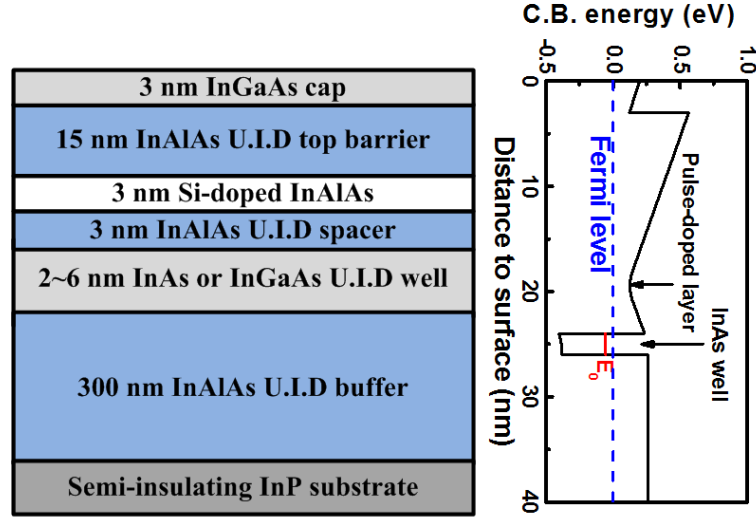 3 nm InGaAs cap
15 nm InAlAs U.I.D top barrier
3 nm Si-doped InAlAs
3 nm InAlAs U.I.D spacer
2~6 nm InAs or InGaAs U.I.D well
300 nm InAlAs U.I.D buffer
Semi-insulating InP substrate
C.B. energy (eV)
-0.5
0.0
0.5
1.0
0
10
20
30
40
Distance to surface (nm)
Fermi level
Pulse-doped
layer
InAs well
E0